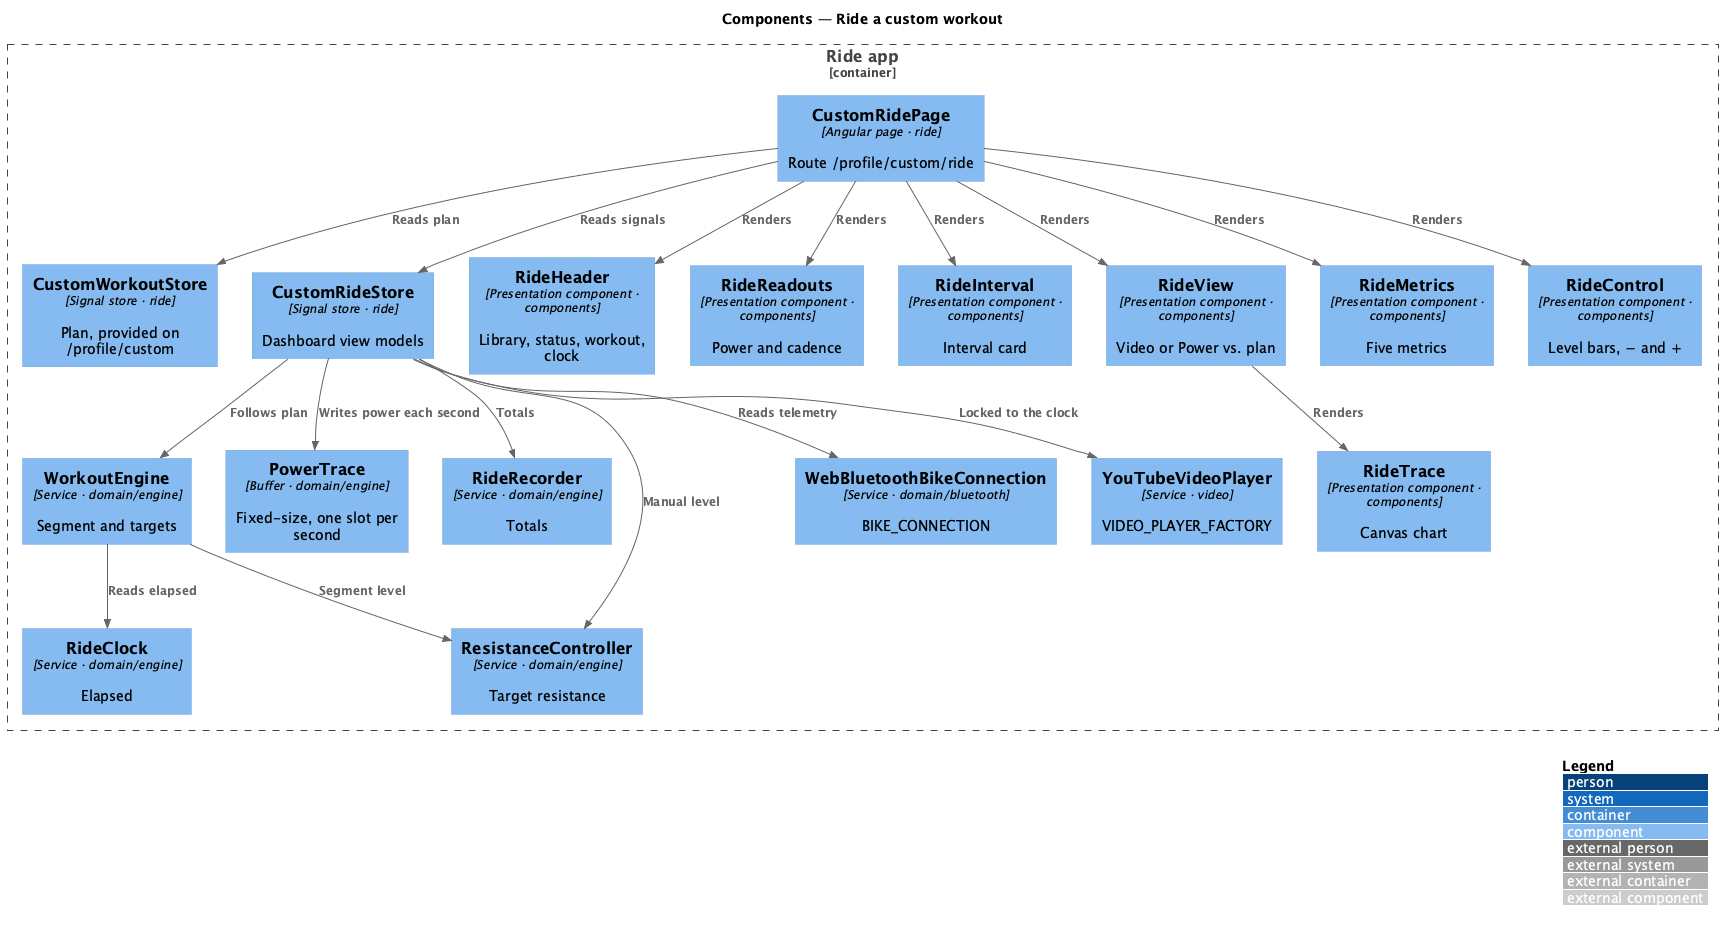 Components — Ride a custom workout
Ride app
[container]
CustomRidePage
[Angular page · ride]
Route /profile/custom/ride
Reads plan
Reads signals
Renders
Renders
Renders
Renders
Renders
Renders
CustomWorkoutStore
[Signal store · ride]
Plan, provided on
/profile/custom
CustomRideStore
[Signal store · ride]
Dashboard view models
RideHeader
[Presentation component ·
components]
Library, status, workout,
clock
RideReadouts
[Presentation component ·
components]
Power and cadence
RideInterval
[Presentation component ·
components]
Interval card
RideView
[Presentation component ·
components]
Video or Power vs. plan
RideMetrics
[Presentation component ·
components]
Five metrics
RideControl
[Presentation component ·
components]
Level bars, − and +
Follows plan
Writes power each second
Totals
Reads telemetry
Locked to the clock
Renders
WorkoutEngine
[Service · domain/engine]
Segment and targets
PowerTrace
[Buffer · domain/engine]
Fixed-size, one slot per
second
RideRecorder
[Service · domain/engine]
Totals
Manual level
WebBluetoothBikeConnection
[Service · domain/bluetooth]
BIKE_CONNECTION
YouTubeVideoPlayer
[Service · video]
VIDEO_PLAYER_FACTORY
RideTrace
[Presentation component ·
components]
Canvas chart
Reads elapsed
Segment level
RideClock
[Service · domain/engine]
Elapsed
ResistanceController
[Service · domain/engine]
Target resistance
Legend
person
system
container
component
external person
external system
external container
external component